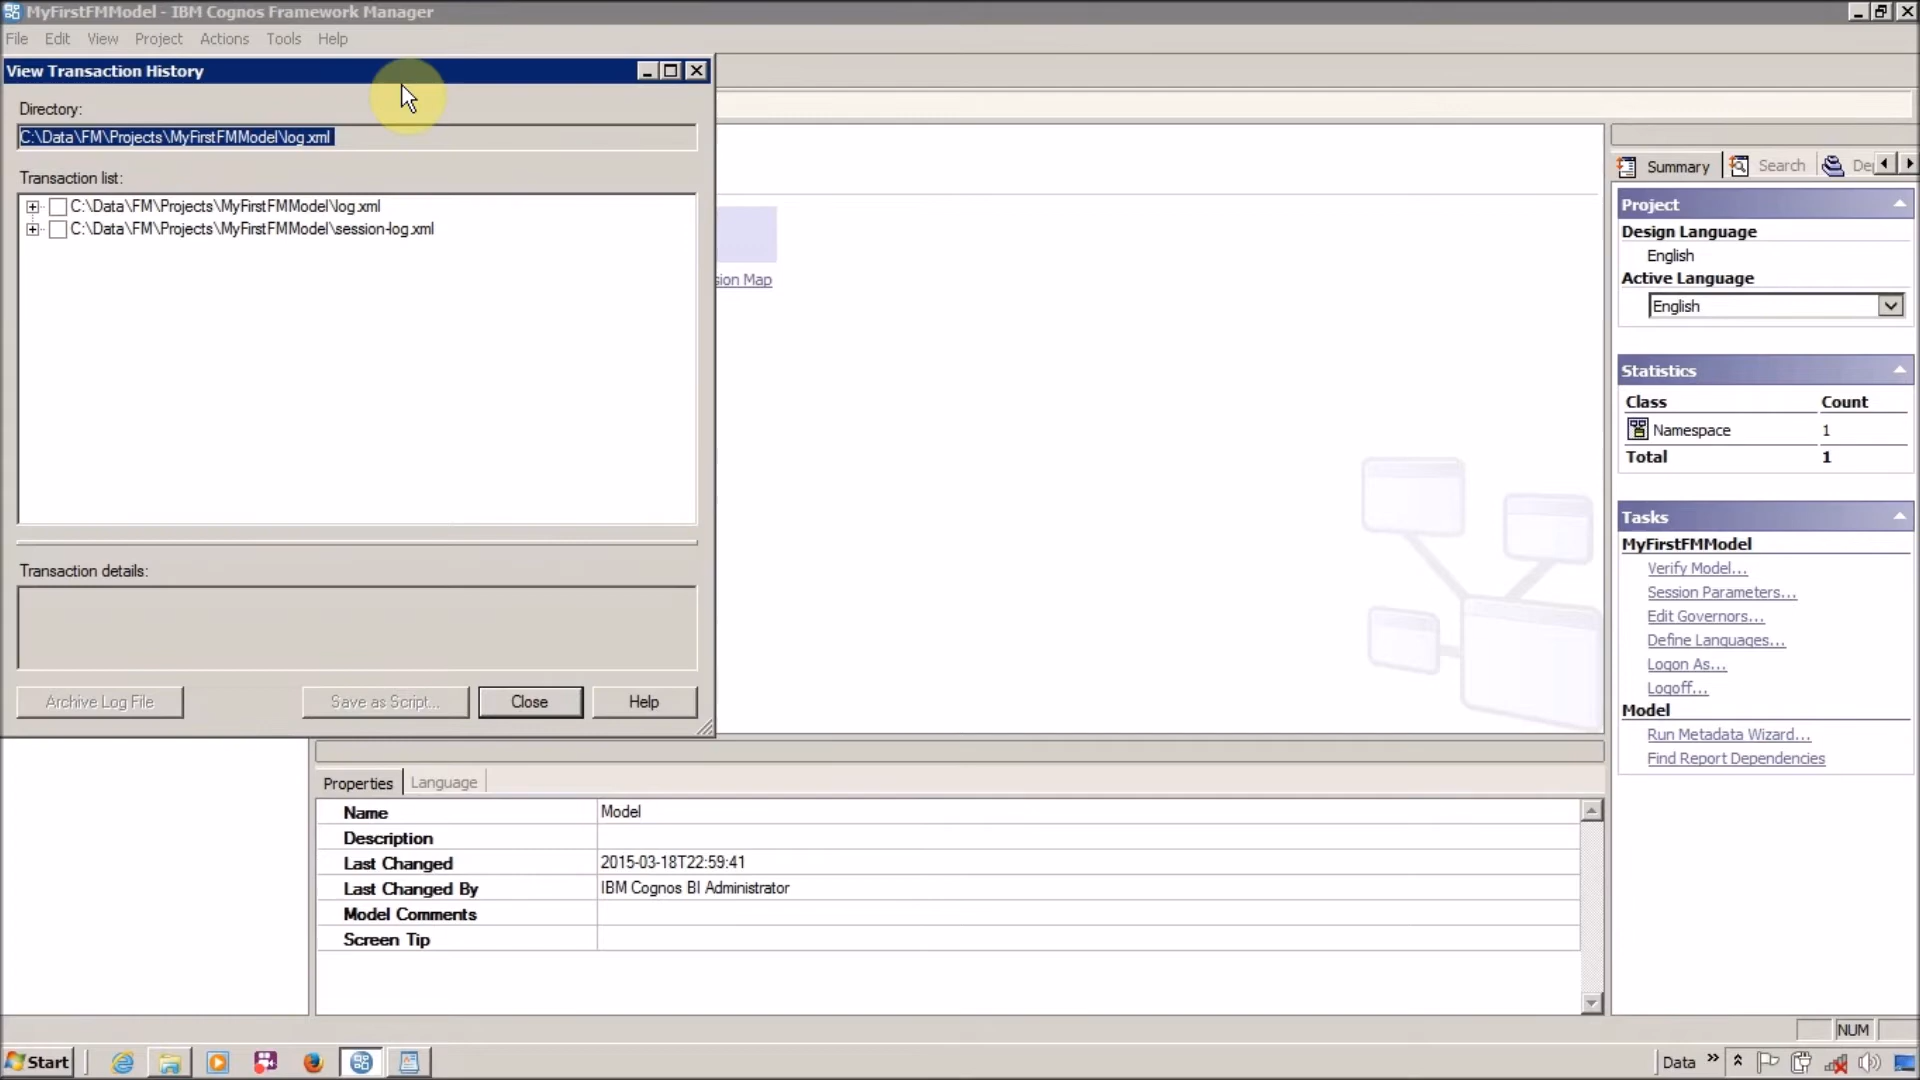 MyFirstFMModel - IBM Cognos Framework Manager
File Edit View Project Actions Tools Help
View Transaction History
Directory:
C:\Data\FM\Projects\MyFirstFMModel\log.xml
Transaction list:
C:\Data\FM\Projects\MyFirstFMModel\log.xml
C:\Data\FM\Projects\MyFirstFMModel\session-log.xml
Transaction details:
Archive Log File Save as Script... Close Help
sion Map
Summary Search De
Project
Design Language
English
Active Language
English
Statistics
Class Count
Namespace 1
Total 1
Tasks
MyFirstFMModel
Verify Model...
Session Parameters...
Edit Governors...
Define Languages...
Logon As...
Logoff...
Model
Run Metadata Wizard...
Find Report Dependencies
Properties Language
Name Model
Description
Last Changed 2015-03-18T22:59:41
Last Changed By IBM Cognos BI Administrator
Model Comments
Screen Tip
NUM
Start Data »